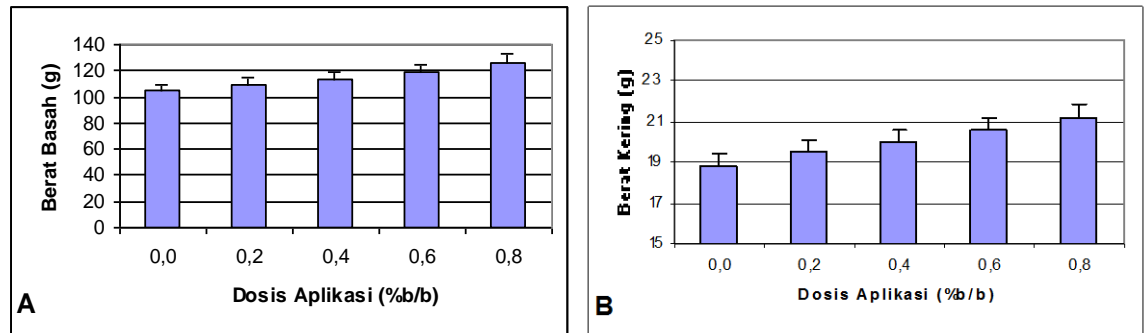 140
120
100
80
60
40
20
0
Berat Basah (g)
0,0 0,2 0,4 0,6 0,8
Dosis Aplikasi (%b/b)
A
25
23
21
19
17
15
Berat Kering (g)
0,0 0,2 0,4 0,6 0,8
Dosis Aplikasi (%b/b)
B